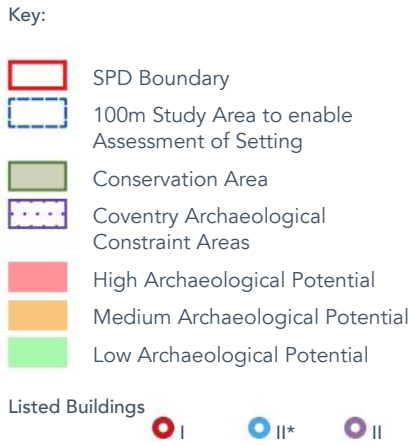 Key:
SPD Boundary
100m Study Area to enable
Assessment of Setting
Conservation Area
Coventry Archaeological
Constraint Areas
High Archaeological Potential
Medium Archaeological Potential
Low Archaeological Potential
Listed Buildings
I II* II